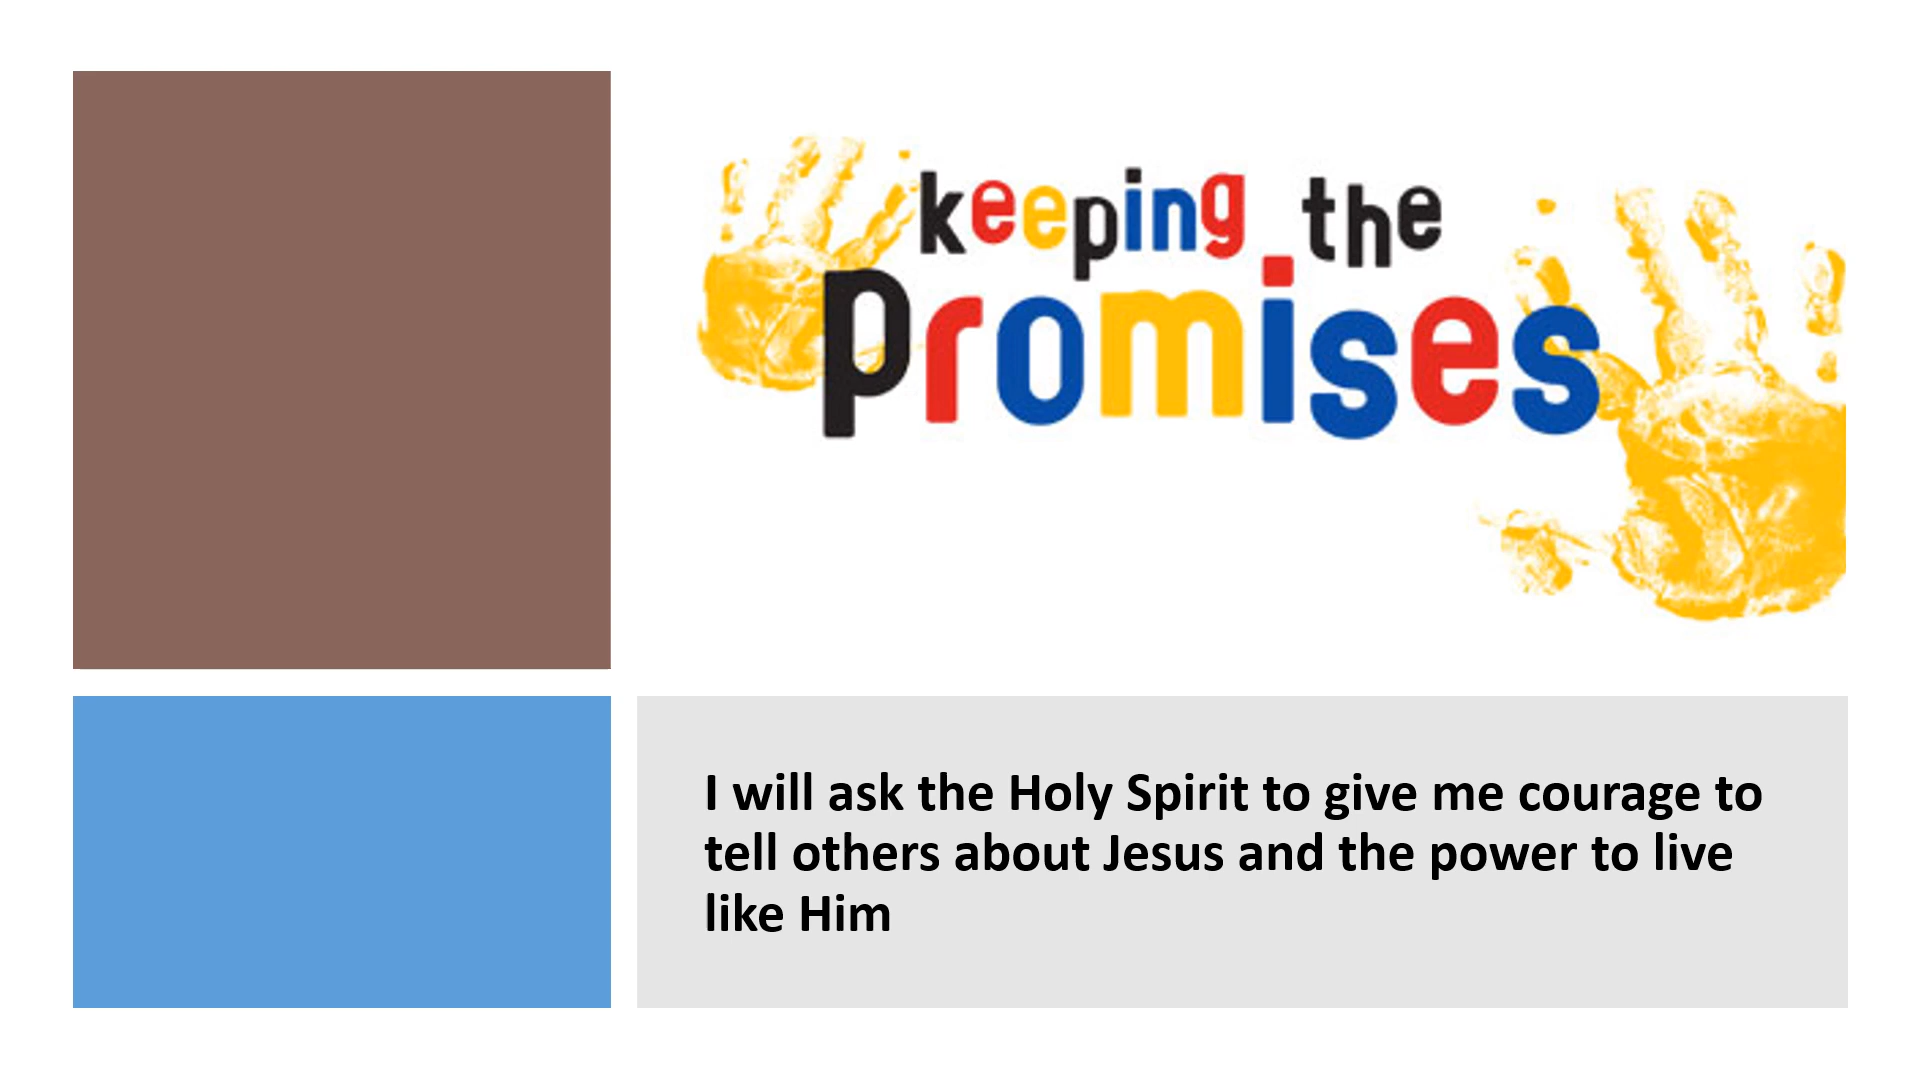 keeping the
Promises
I will ask the Holy Spirit to give me courage to
tell others about Jesus and the power to live
like Him